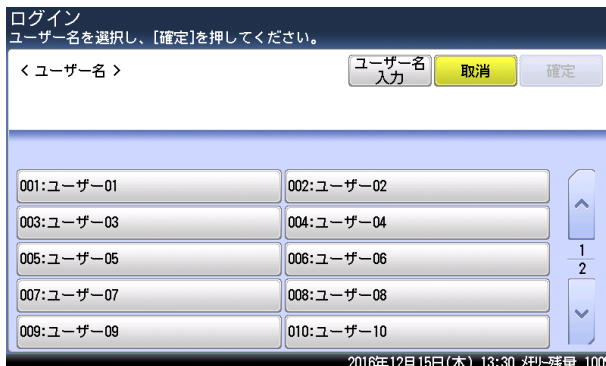 ログイン
ユーザー名を選択し、[確定]を押してください。
< ユーザー名 >
ユーザー名
入力
取消
確定
001:ユーザー01
002:ユーザー02
003:ユーザー03
004:ユーザー04
005:ユーザー05
006:ユーザー06
1
2
007:ユーザー07
008:ユーザー08
009:ユーザー09
010:ユーザー10
2016年12月15日(木) 13:30 ﾒﾓﾘｰ残量 100